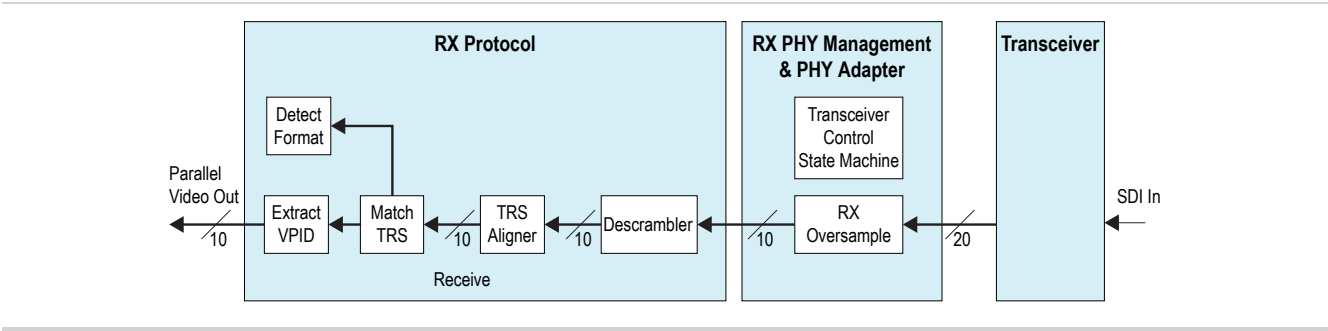 RX Protocol
RX PHY Management
& PHY Adapter
Transceiver
Detect
Format
Transceiver
Control
State Machine
Parallel
Video Out
10
Extract
VPID
Match
TRS
10
TRS
Aligner
10
Descrambler
10
RX
Oversample
20
SDI In
Receive